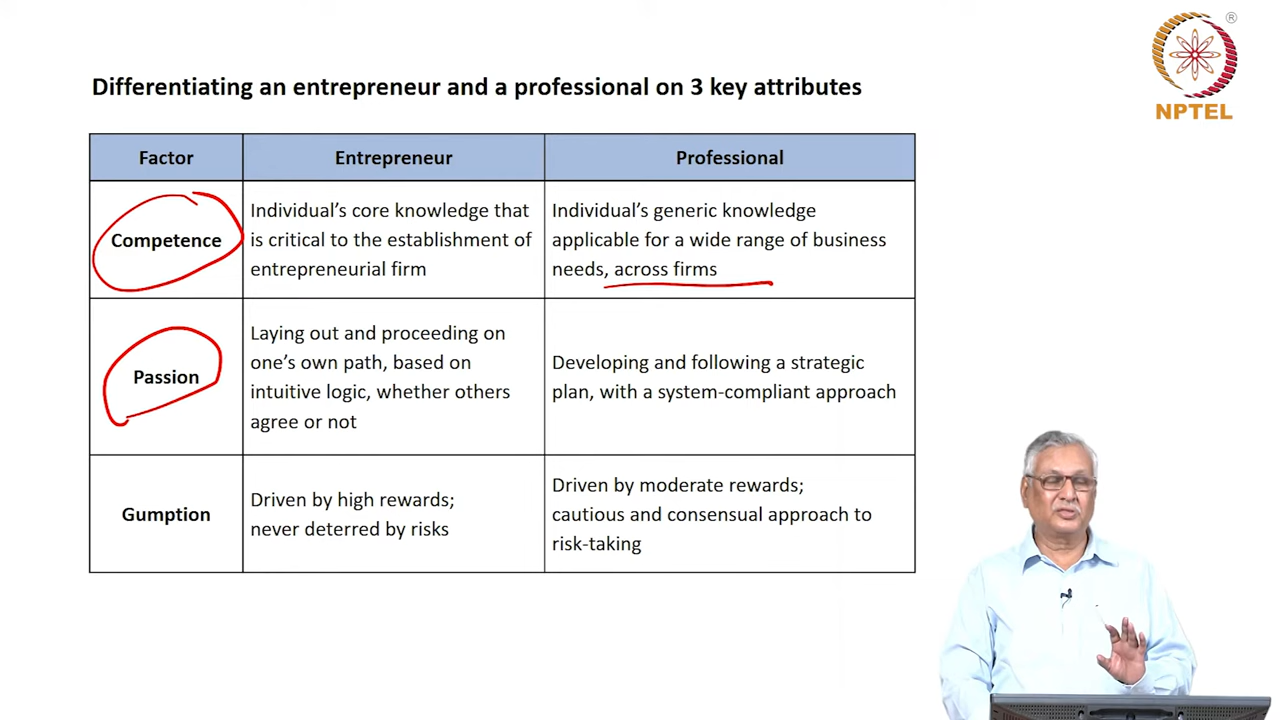 ®
NPTEL
Differentiating an entrepreneur and a professional on 3 key attributes
Factor
Entrepreneur
Professional
Competence
Individual’s core knowledge that
is critical to the establishment of
entrepreneurial firm
Individual’s generic knowledge
applicable for a wide range of business
needs, across firms
Passion
Laying out and proceeding on
one’s own path, based on
intuitive logic, whether others
agree or not
Developing and following a strategic
plan, with a system-compliant approach
Gumption
Driven by high rewards;
never deterred by risks
Driven by moderate rewards;
cautious and consensual approach to
risk-taking